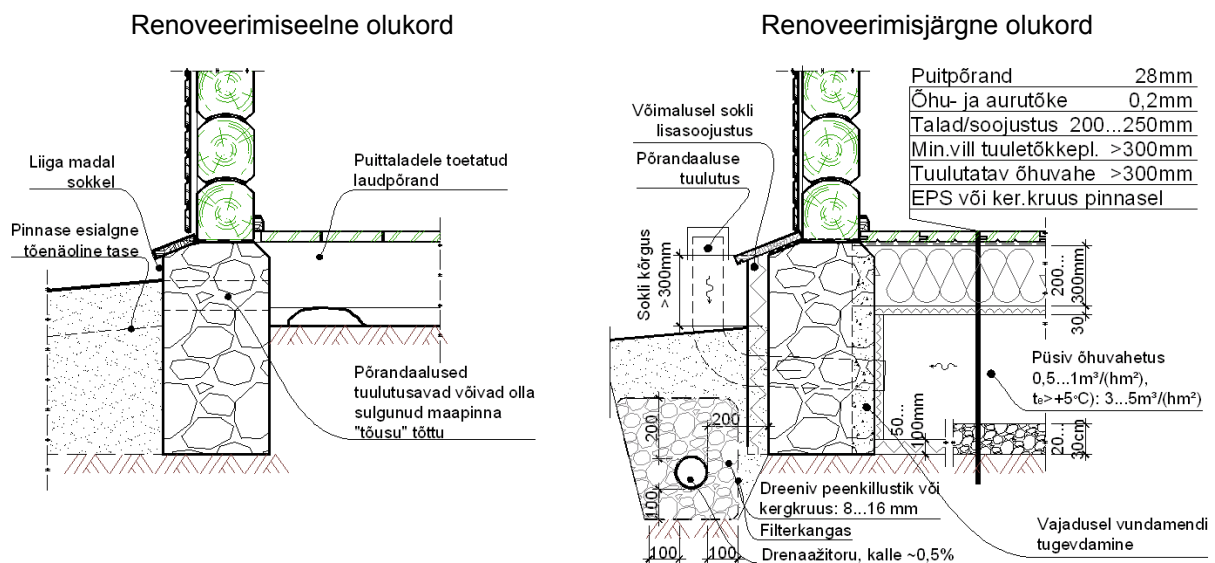 Renoveerimiseelne olukord
Liiga madal
sokkel
Pinnase esialgne
tõenäoline tase
Puittaladele toetatud
laudpõrand
Põrandaalused
tuulutusavad võivad olla
sulgunud maapinna
"tõusu" tõttu
Renoveerimisjärgne olukord
Võimalusel sokli
lisasoojustus
Põrandaaluse
tuulutus
Puitpõrand 28mm
Õhu- ja aurutõke 0,2mm
Talad/soojustus 200...250mm
Min.vill tuuletõkkepl. >300mm
Tuulutatav õhuvahe >300mm
EPS või ker.kruus pinnasel
Sokli kõrgus
>300mm
200...
300mm
30
Püsiv õhuvahetus
0,5...1m³/(hm²),
te>+5°C): 3...5m³/(hm²)
50...
100mm
20...
30cm
200
200
100
100
100
Dreeniv peenkillustik või
kergkruus: 8...16 mm
Filterkangas
Drenaažitoru, kalle ~0,5%
Vajadusel vundamendi
tugevdamine